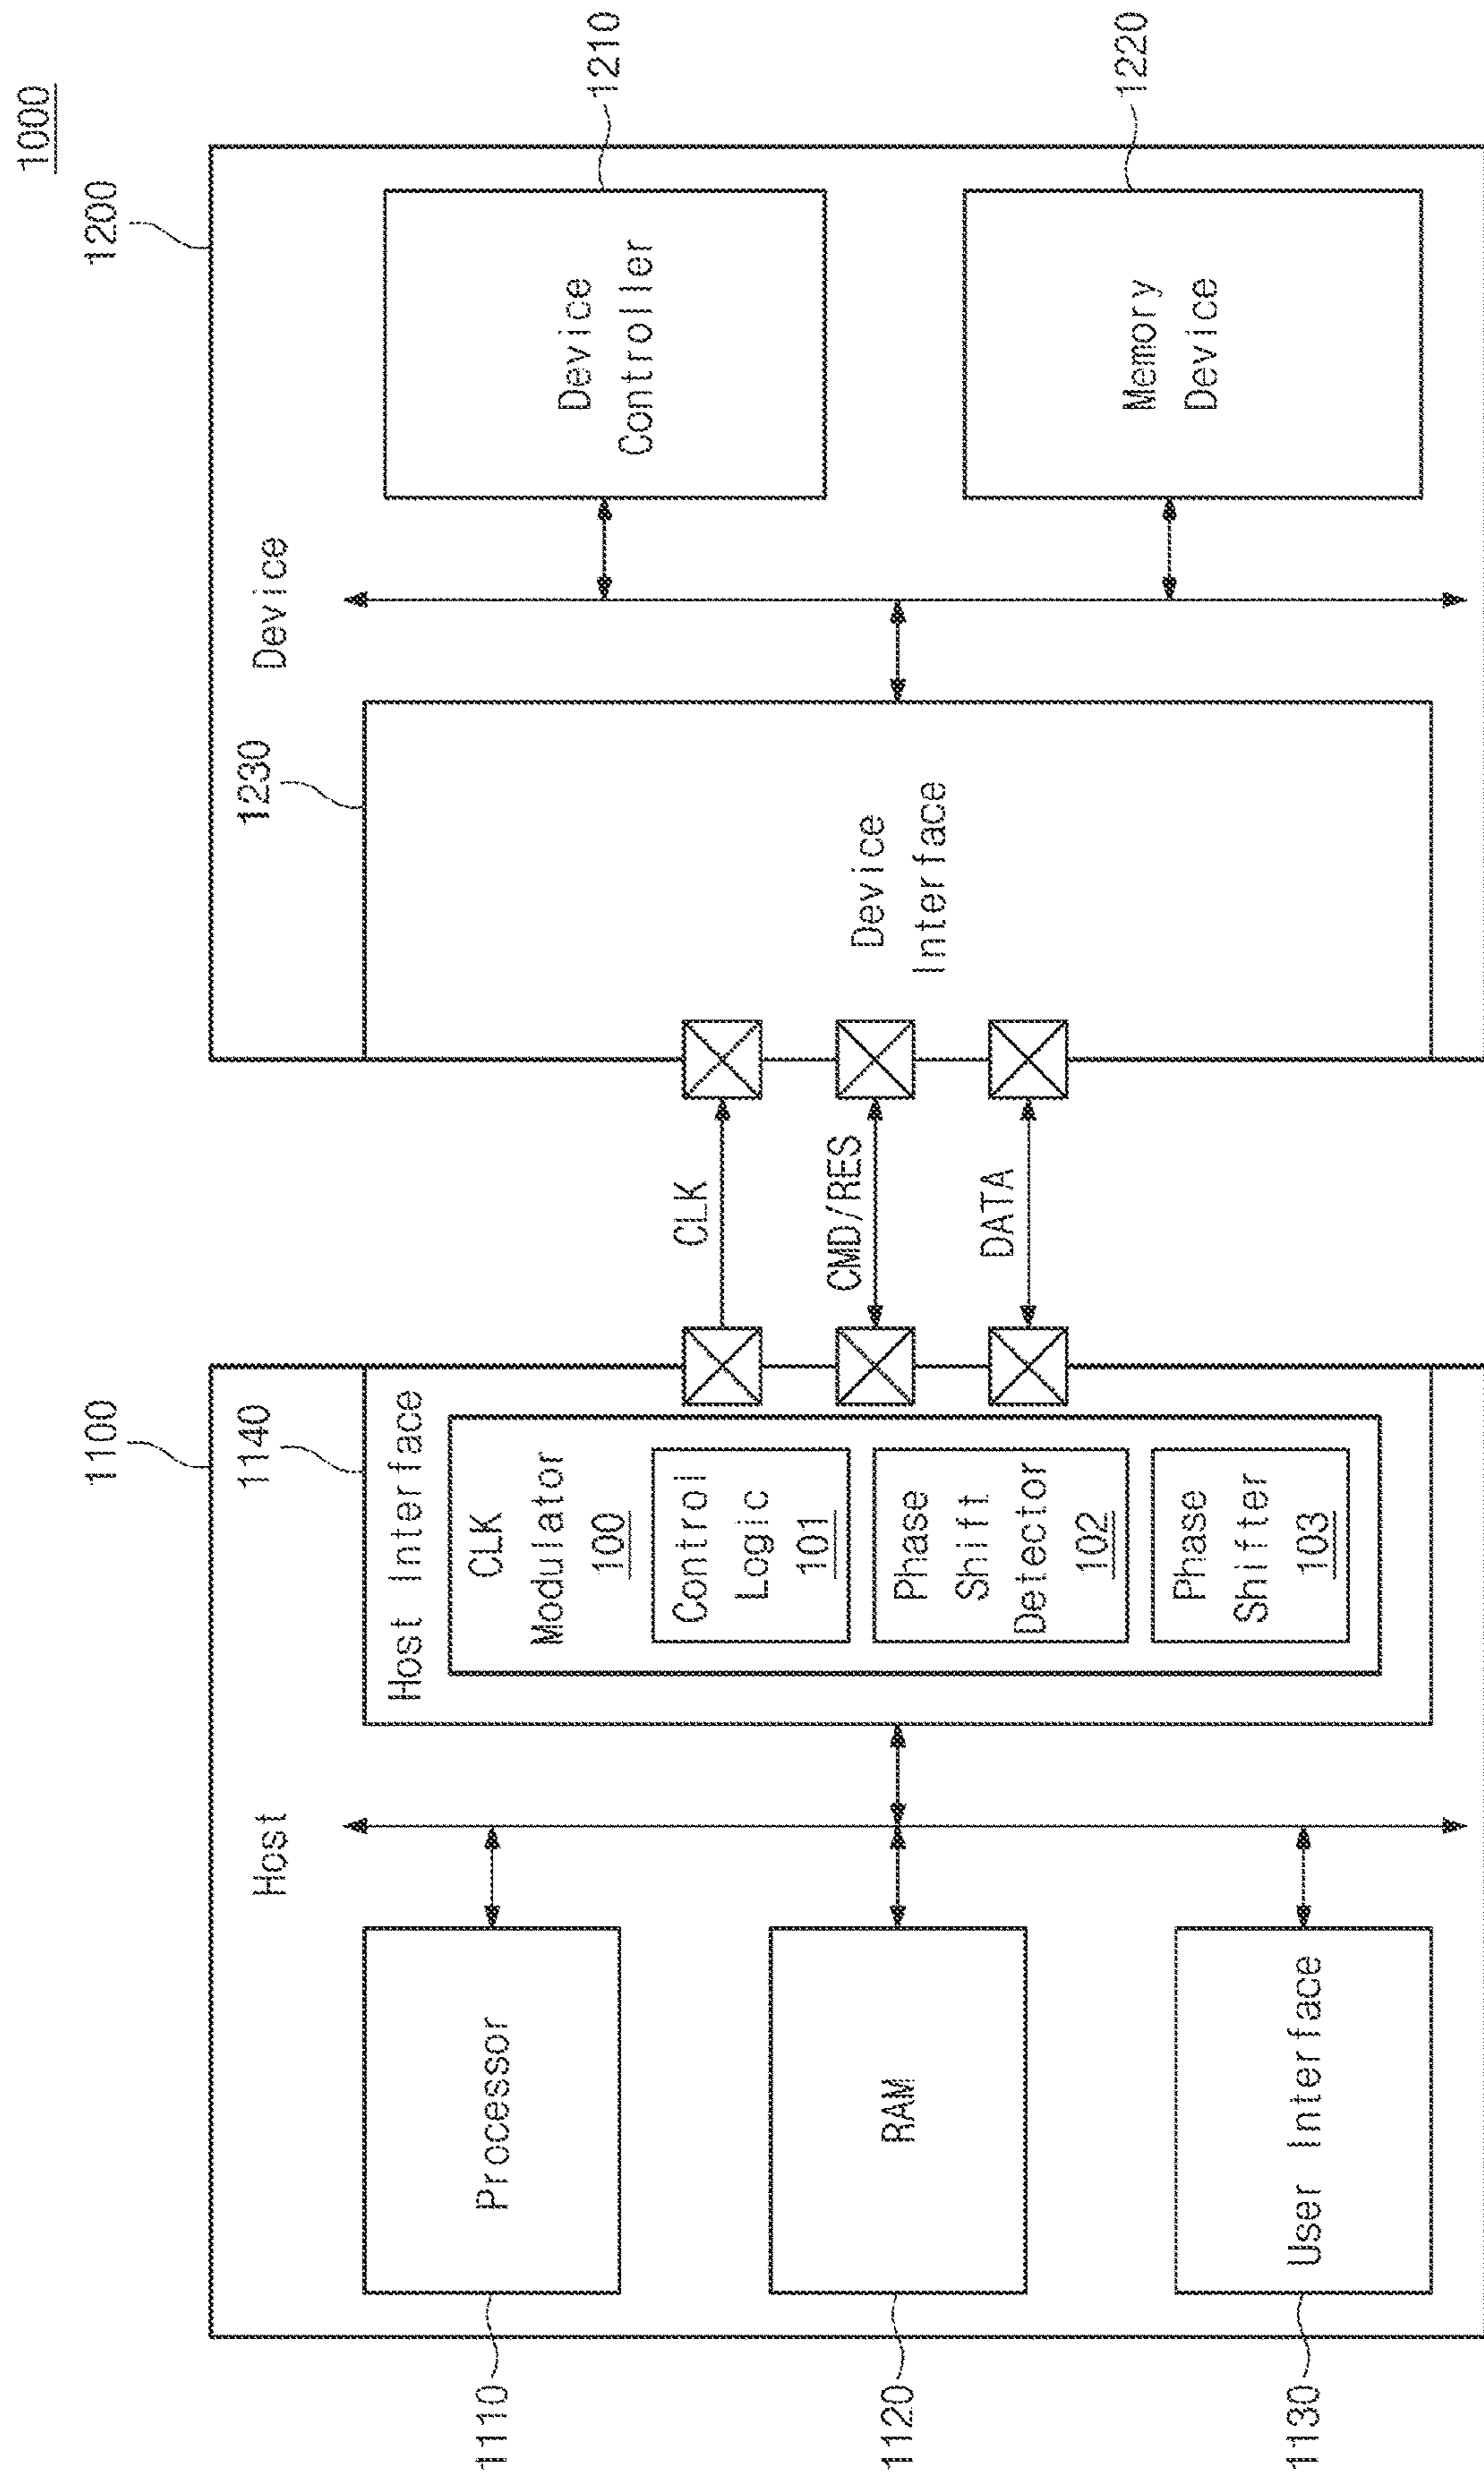 1000
1100
1200
Host
Device
1140
1230
Host Interface
CLK
Modulator
100
Control
Logic
101
Phase
Shift
Detector
102
Phase
Shifter
103
1110
Processor
1120
RAM
1130
User Interface
CLK
CMD/RES
DATA
Device
Interface
Device
Controller
1210
Memory
Device
1220